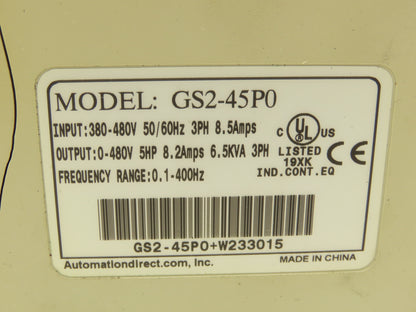 MODEL: GS2-45P0
INPUT: 380-480V 50/60Hz 3PH 8.5Amps
OUTPUT: 0-480V 5HP 8.2Amps 6.5KVA 3PH
FREQUENCY RANGE: 0.1-400Hz
C UL US
LISTED
19XK
IND. CONT. EQ
CE
GS2-45P0+W233015
Automationdirect.com, Inc.
MADE IN CHINA